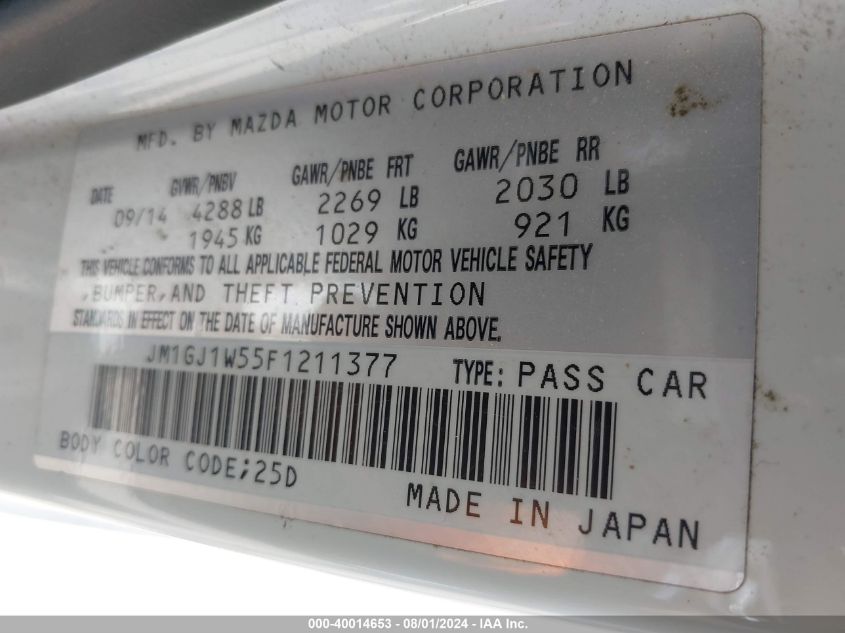 MFD. BY MAZDA MOTOR CORPORATION
DATE GVWR/PNBV GAWR/PNBE FRT GAWR/PNBE RR
09/14 4288 LB 2269 LB 2030 LB
1945 KG 1029 KG 921 KG
THIS VEHICLE CONFORMS TO ALL APPLICABLE FEDERAL MOTOR VEHICLE SAFETY
,BUMPER,AND THEFT PREVENTION
STANDARDS IN EFFECT ON THE DATE OF MANUFACTURE SHOWN ABOVE.
JM1GJ1W55F1211377 TYPE: PASS CAR
BODY COLOR CODE;25D
MADE IN JAPAN
000-40014653 - 08/01/2024 - IAA Inc.